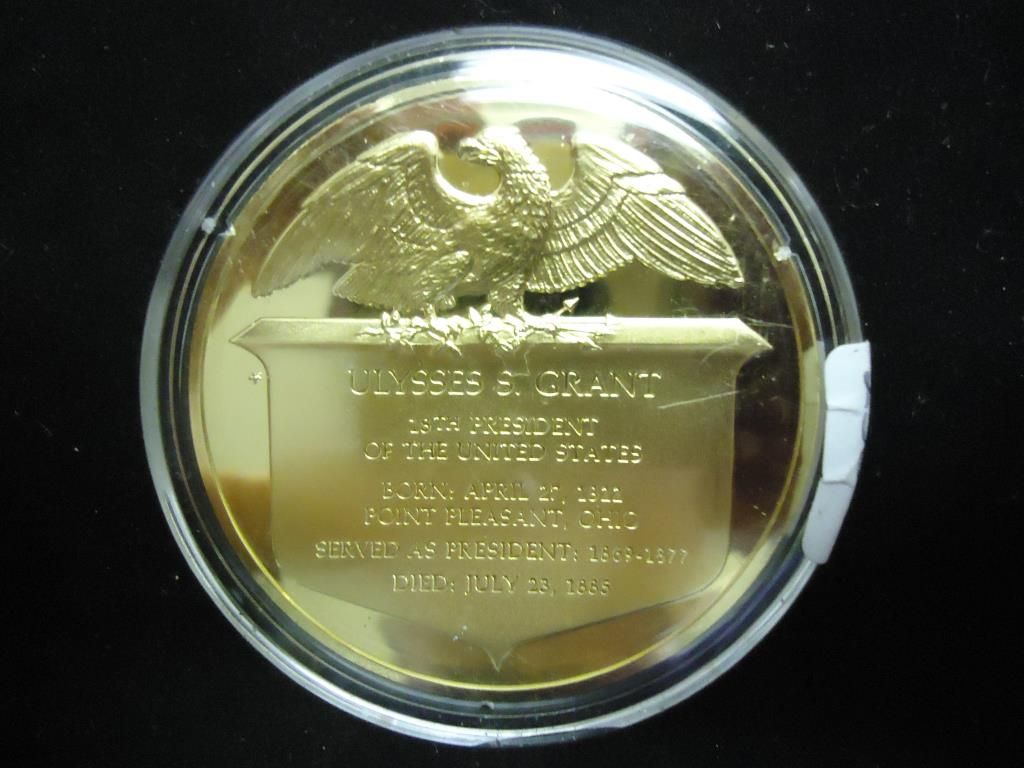 ULYSSES S. GRANT
18TH PRESIDENT
OF THE UNITED STATES
BORN: APRIL 27, 1822
POINT PLEASANT, OHIO
SERVED AS PRESIDENT: 1869-1877
DIED: JULY 23, 1885